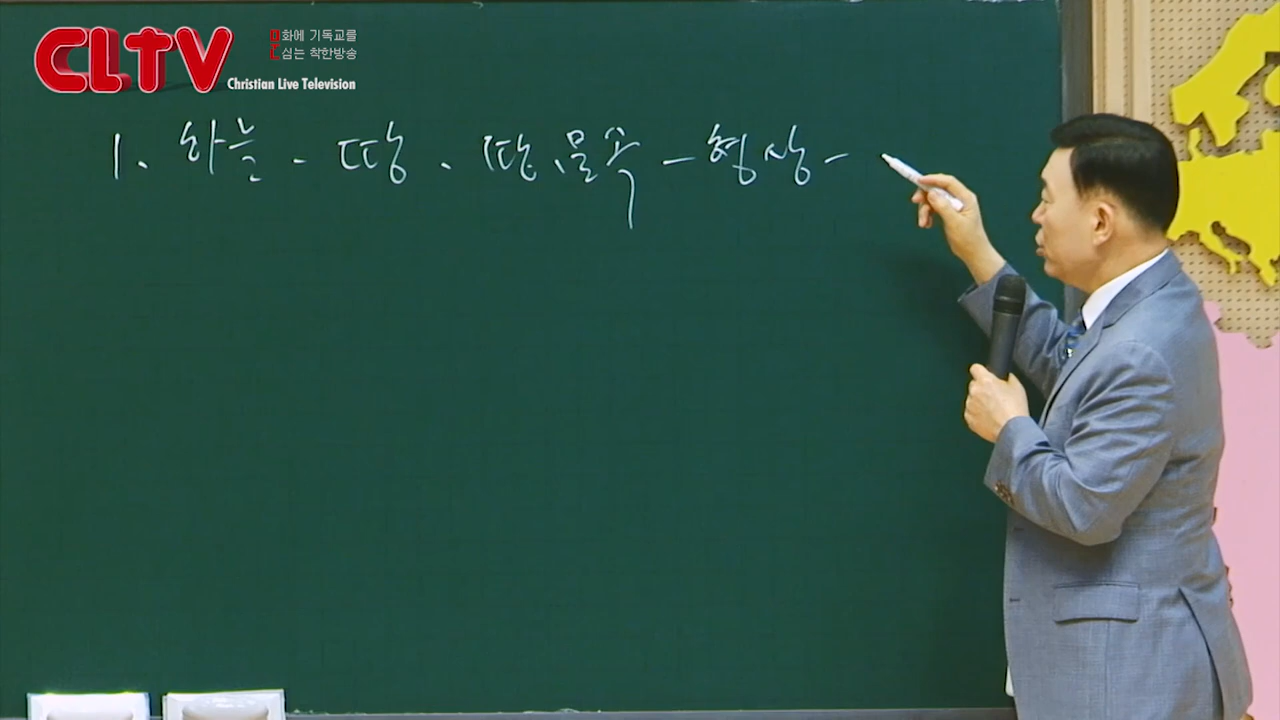 CLTV
문화에 기독교를
심는 착한방송
Christian Live Television
1. 하늘 - 땅. 땅, 물속 - 형상 -